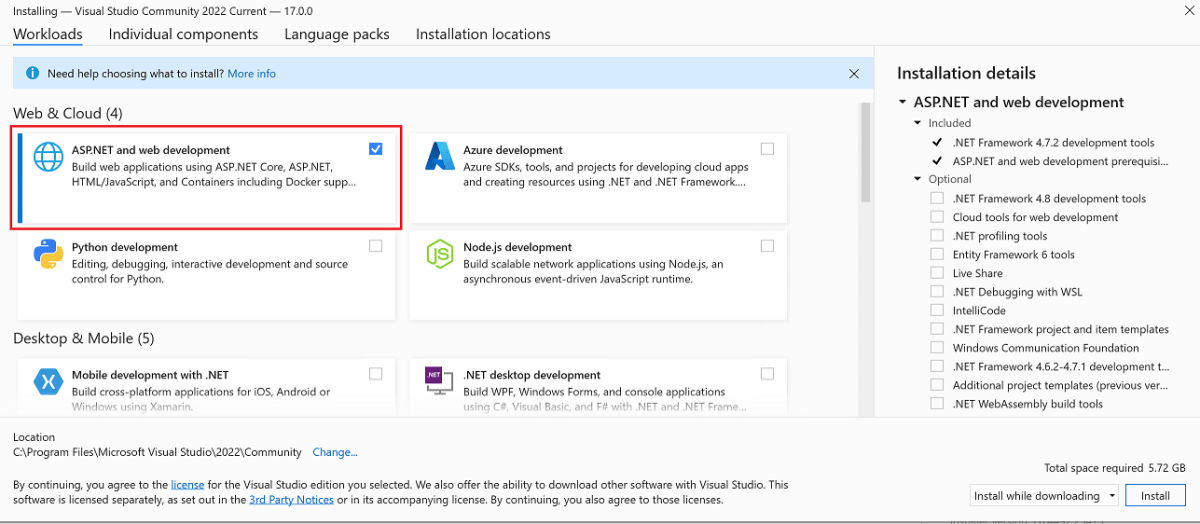 Installing — Visual Studio Community 2022 Current — 17.0.0
Workloads Individual components Language packs Installation locations
Need help choosing what to install? More info
Web & Cloud (4)
ASP.NET and web development
Build web applications using ASP.NET Core, ASP.NET,
HTML/JavaScript, and Containers including Docker supp...
Azure development
Azure SDKs, tools, and projects for developing cloud apps
and creating resources using .NET and .NET Framework....
Python development
Editing, debugging, interactive development and source
control for Python.
Node.js development
Build scalable network applications using Node.js, an
asynchronous event-driven JavaScript runtime.
Desktop & Mobile (5)
Mobile development with .NET
Build cross-platform applications for iOS, Android or
Windows using Xamarin.
.NET
.NET desktop development
Build WPF, Windows Forms, and console applications
using C#, Visual Basic, and F# with .NET and .NET Frame...
Installation details
ASP.NET and web development
Included
.NET Framework 4.7.2 development tools
ASP.NET and web development prerequisi...
Optional
.NET Framework 4.8 development tools
Cloud tools for web development
.NET profiling tools
Entity Framework 6 tools
Live Share
.NET Debugging with WSL
IntelliCode
.NET Framework project and item templates
Windows Communication Foundation
.NET Framework 4.6.2-4.7.1 development t...
Additional project templates (previous ver...
.NET WebAssembly build tools
Location
C:\Program Files\Microsoft Visual Studio\2022\Community Change...
By continuing, you agree to the license for the Visual Studio edition you selected. We also offer the ability to download other software with Visual Studio. This
software is licensed separately, as set out in the 3rd Party Notices or in its accompanying license. By continuing, you also agree to those licenses.
Total space required 5.72 GB
Install while downloading Install